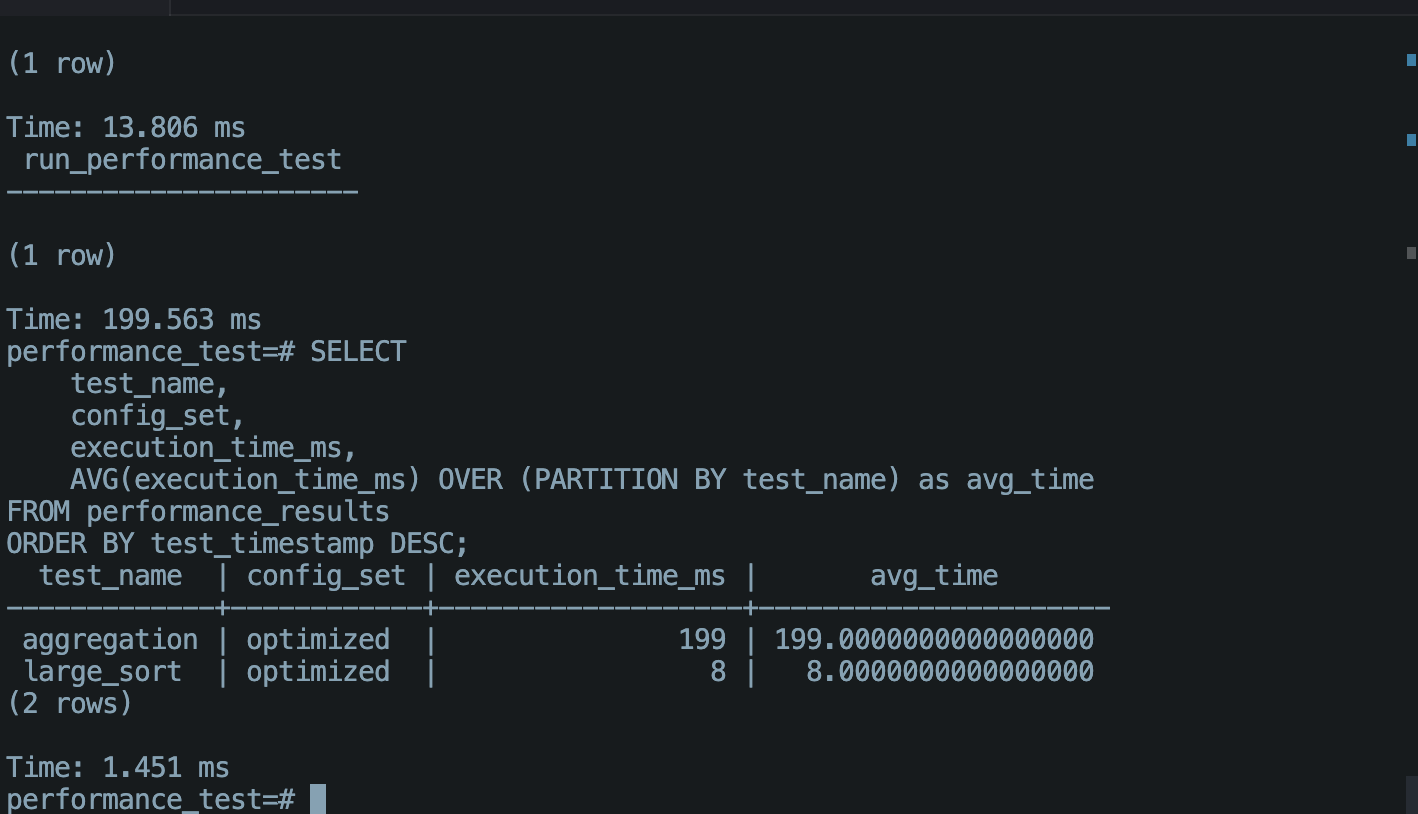 (1 row)
Time: 13.806 ms
 run_performance_test
----------------------
(1 row)
Time: 199.563 ms
performance_test=# SELECT
    test_name,
    config_set,
    execution_time_ms,
    AVG(execution_time_ms) OVER (PARTITION BY test_name) as avg_time
FROM performance_results
ORDER BY test_timestamp DESC;
  test_name  | config_set | execution_time_ms |       avg_time
-------------+------------+-------------------+----------------------
 aggregation | optimized  |               199 | 199.0000000000000000
 large_sort  | optimized  |                 8 |   8.0000000000000000
(2 rows)
Time: 1.451 ms
performance_test=#